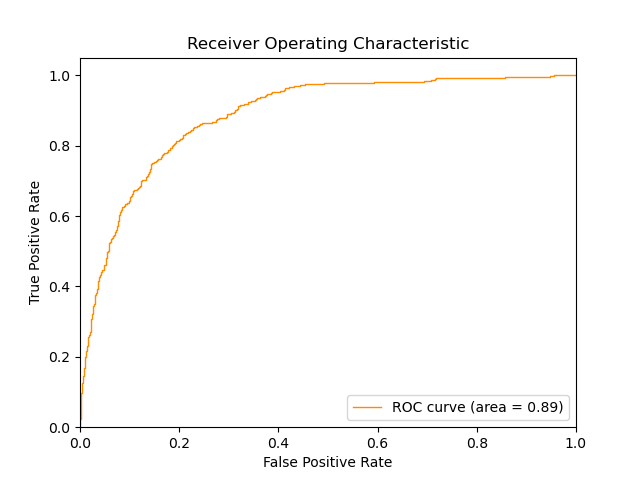 Receiver Operating Characteristic
True Positive Rate
1.0
0.8
0.6
0.4
0.2
0.0
0.0 0.2 0.4 0.6 0.8 1.0
ROC curve (area = 0.89)
False Positive Rate